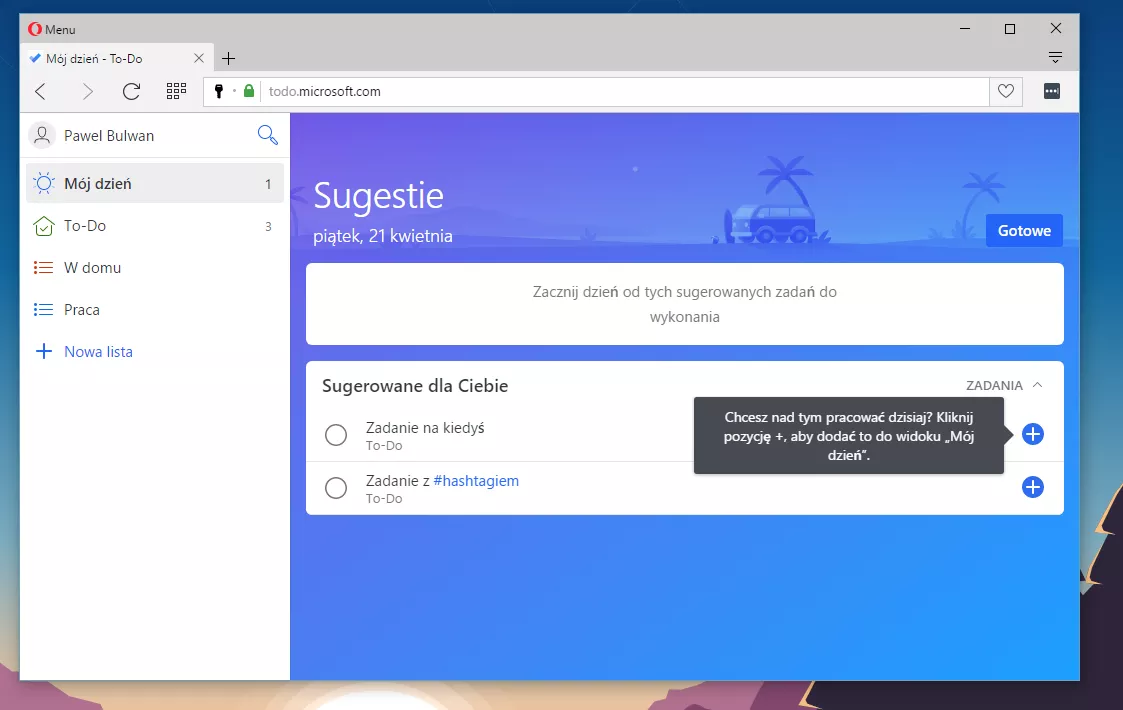 Menu
Mój dzień - To-Do
todo.microsoft.com
Pawel Bulwan
Mój dzień 1
To-Do 3
W domu
Praca
Nowa lista
Sugestie
piątek, 21 kwietnia
Gotowe
Zacznij dzień od tych sugerowanych zadań do
wykonania
Sugerowane dla Ciebie
ZADANIA
Zadanie na kiedyś
To-Do
Chcesz nad tym pracować dzisiaj? Kliknij
pozycję +, aby dodać to do widoku „Mój
dzień”.
Zadanie z #hashtagiem
To-Do